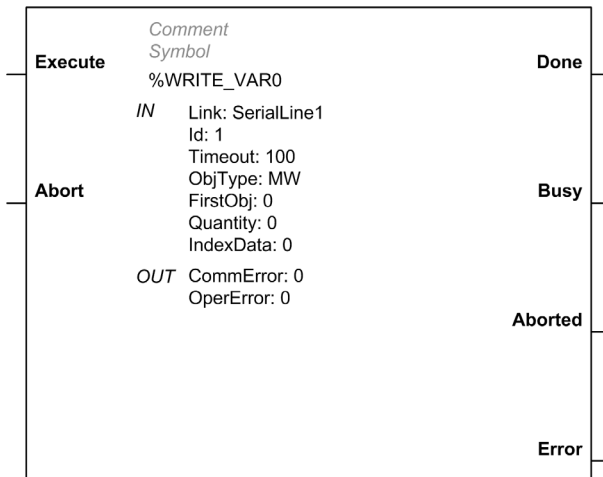 Comment
Symbol
Execute
Done
%WRITE_VAR0
IN Link: SerialLine1
Id: 1
Timeout: 100
ObjType: MW
Abort
Busy
FirstObj: 0
Quantity: 0
IndexData: 0
OUT CommError: 0
OperError: 0
Aborted
Error